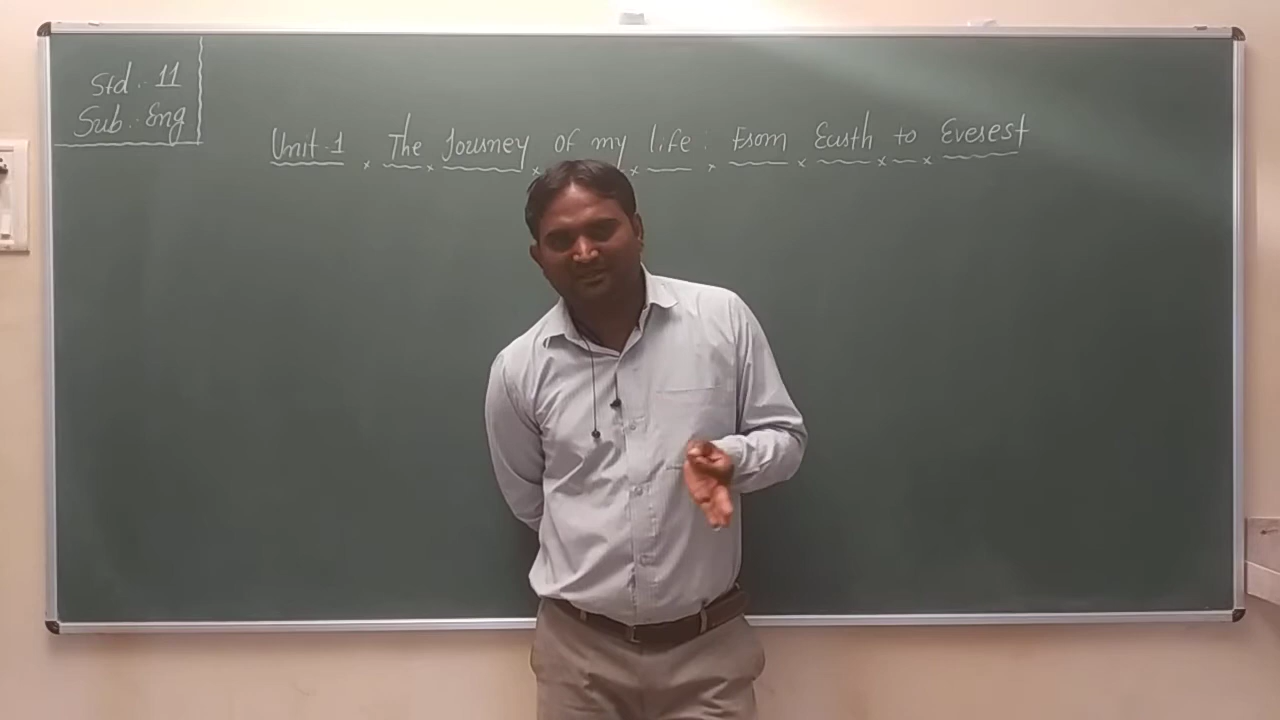 Std.:- 11
Sub.:- Eng
Unit-1 The Journey of my life : From Earth to Everest